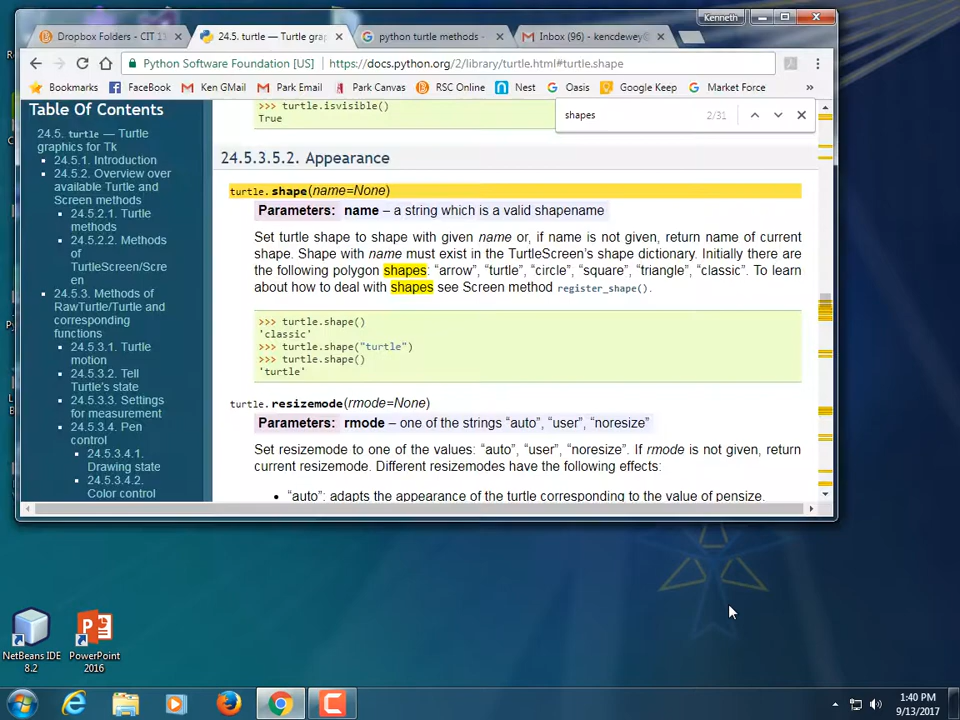 Kenneth
Dropbox Folders - CIT 1
24.5. turtle — Turtle grap
python turtle methods -
Inbox (96) - kencdewey@
Python Software Foundation [US]
https://docs.python.org/2/library/turtle.html#turtle.shape
Bookmarks
FaceBook
Ken GMail
Park Email
Park Canvas
RSC Online
Nest
Oasis
Google Keep
Market Force
»
shapes
2/31
Table Of Contents
24.5. turtle — Turtle
graphics for Tk
24.5.1. Introduction
24.5.2. Overview over
available Turtle and
Screen methods
24.5.2.1. Turtle
methods
24.5.2.2. Methods
of
TurtleScreen/Scre
en
24.5.3. Methods of
RawTurtle/Turtle and
corresponding
functions
24.5.3.1. Turtle
motion
24.5.3.2. Tell
Turtle's state
24.5.3.3. Settings
for measurement
24.5.3.4. Pen
control
24.5.3.4.1.
Drawing state
24.5.3.4.2.
Color control
>>> turtle.isvisible()
True
24.5.3.5.2. Appearance
turtle.shape(name=None)
Parameters: name – a string which is a valid shapename
Set turtle shape to shape with given name or, if name is not given, return name of current
shape. Shape with name must exist in the TurtleScreen's shape dictionary. Initially there are
the following polygon shapes: “arrow”, “turtle”, “circle”, “square”, “triangle”, “classic”. To learn
about how to deal with shapes see Screen method register_shape().
>>> turtle.shape()
'classic'
>>> turtle.shape("turtle")
>>> turtle.shape()
'turtle'
turtle.resizemode(rmode=None)
Parameters: rmode – one of the strings “auto”, “user”, “noresize”
Set resizemode to one of the values: “auto”, “user”, “noresize”. If rmode is not given, return
current resizemode. Different resizemodes have the following effects:
• “auto”: adapts the appearance of the turtle corresponding to the value of pensize.
NetBeans IDE
8.2
PowerPoint
2016
1:40 PM
9/13/2017